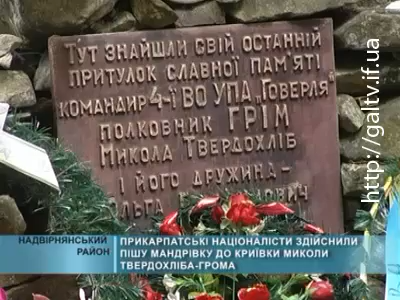 Тут знайшли свій останній
притулок славної пам'яті
командир 4-ї ВО УПА „Говерля"
полковник ГРІМ
Микола Твердохліб
і його дружина-
Ольга
НАДВІРНЯНСЬКИЙ
РАЙОН
ПРИКАРПАТСЬКІ НАЦІОНАЛІСТИ ЗДІЙСНИЛИ
ПІШУ МАНДРІВКУ ДО КРИЇВКИ МИКОЛИ
ТВЕРДОХЛІБА-ГРОМА
http://galtv.if.ua